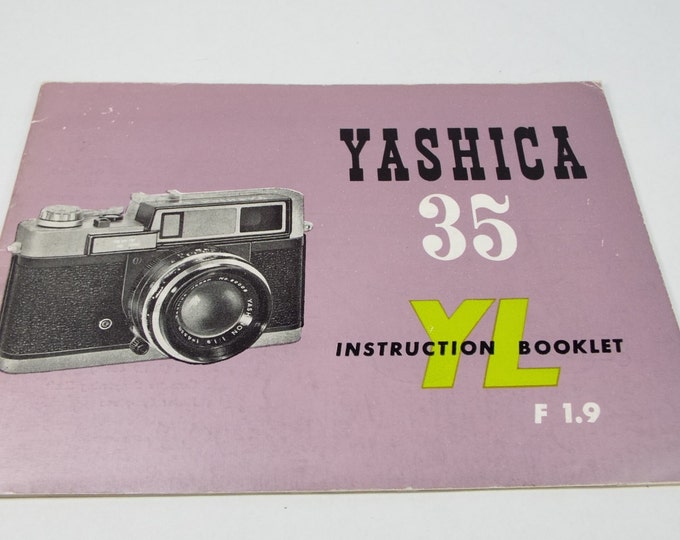 YASHICA
35
YL
INSTRUCTION BOOKLET
F 1.9